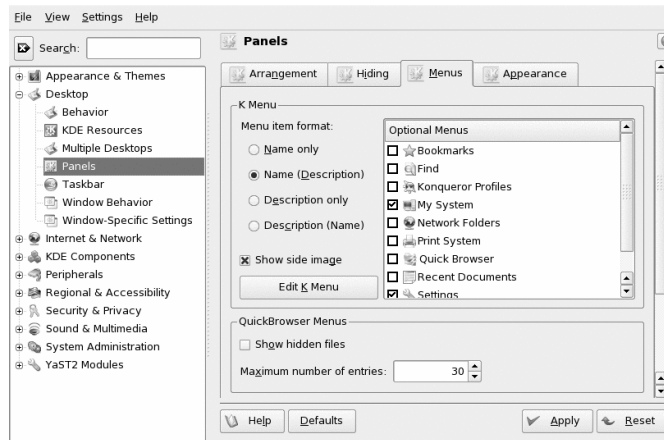 File View Settings Help
Search:
Appearance & Themes
Desktop
Behavior
KDE Resources
Multiple Desktops
Panels
Taskbar
Window Behavior
Window-Specific Settings
Internet & Network
KDE Components
Peripherals
Regional & Accessibility
Security & Privacy
Sound & Multimedia
System Administration
YaST2 Modules
Panels
Arrangement Hiding Menus Appearance
K Menu
Menu item format:
Name only
Name (Description)
Description only
Description (Name)
Show side image
Edit K Menu
Optional Menus
Bookmarks
Find
Konqueror Profiles
My System
Network Folders
Print System
Quick Browser
Recent Documents
Settings
QuickBrowser Menus
Show hidden files
Maximum number of entries: 30
Help Defaults Apply Reset